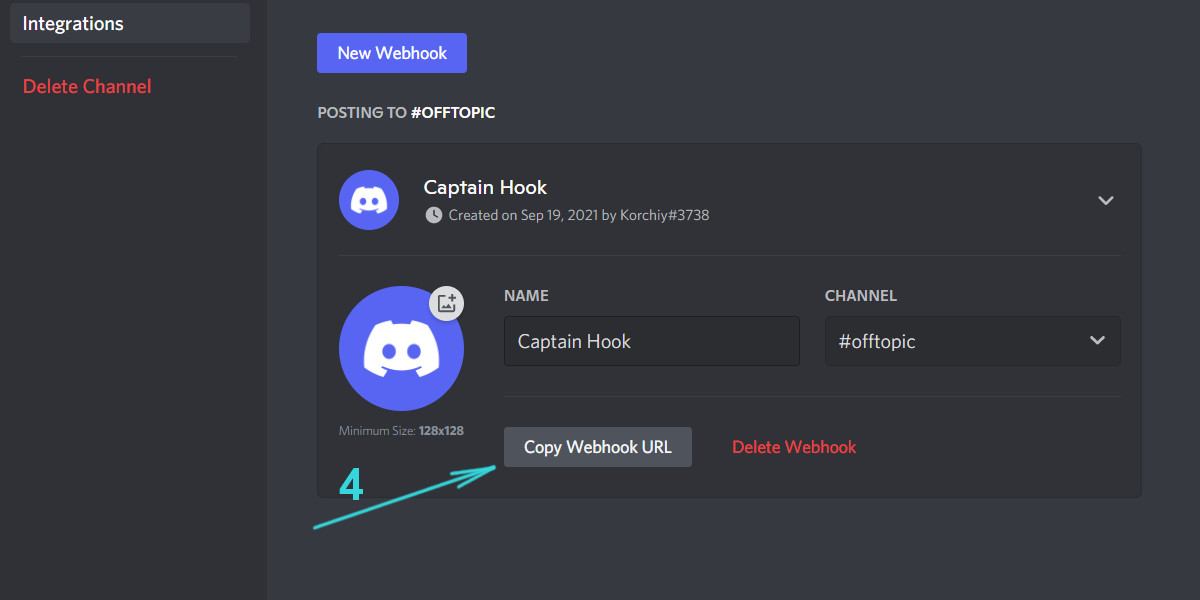 Integrations
Delete Channel
New Webhook
POSTING TO #OFFTOPIC
Captain Hook
Created on Sep 19, 2021 by Korchiy#3738
NAME
CHANNEL
Captain Hook
#offtopic
Minimum Size: 128x128
Copy Webhook URL
Delete Webhook
4